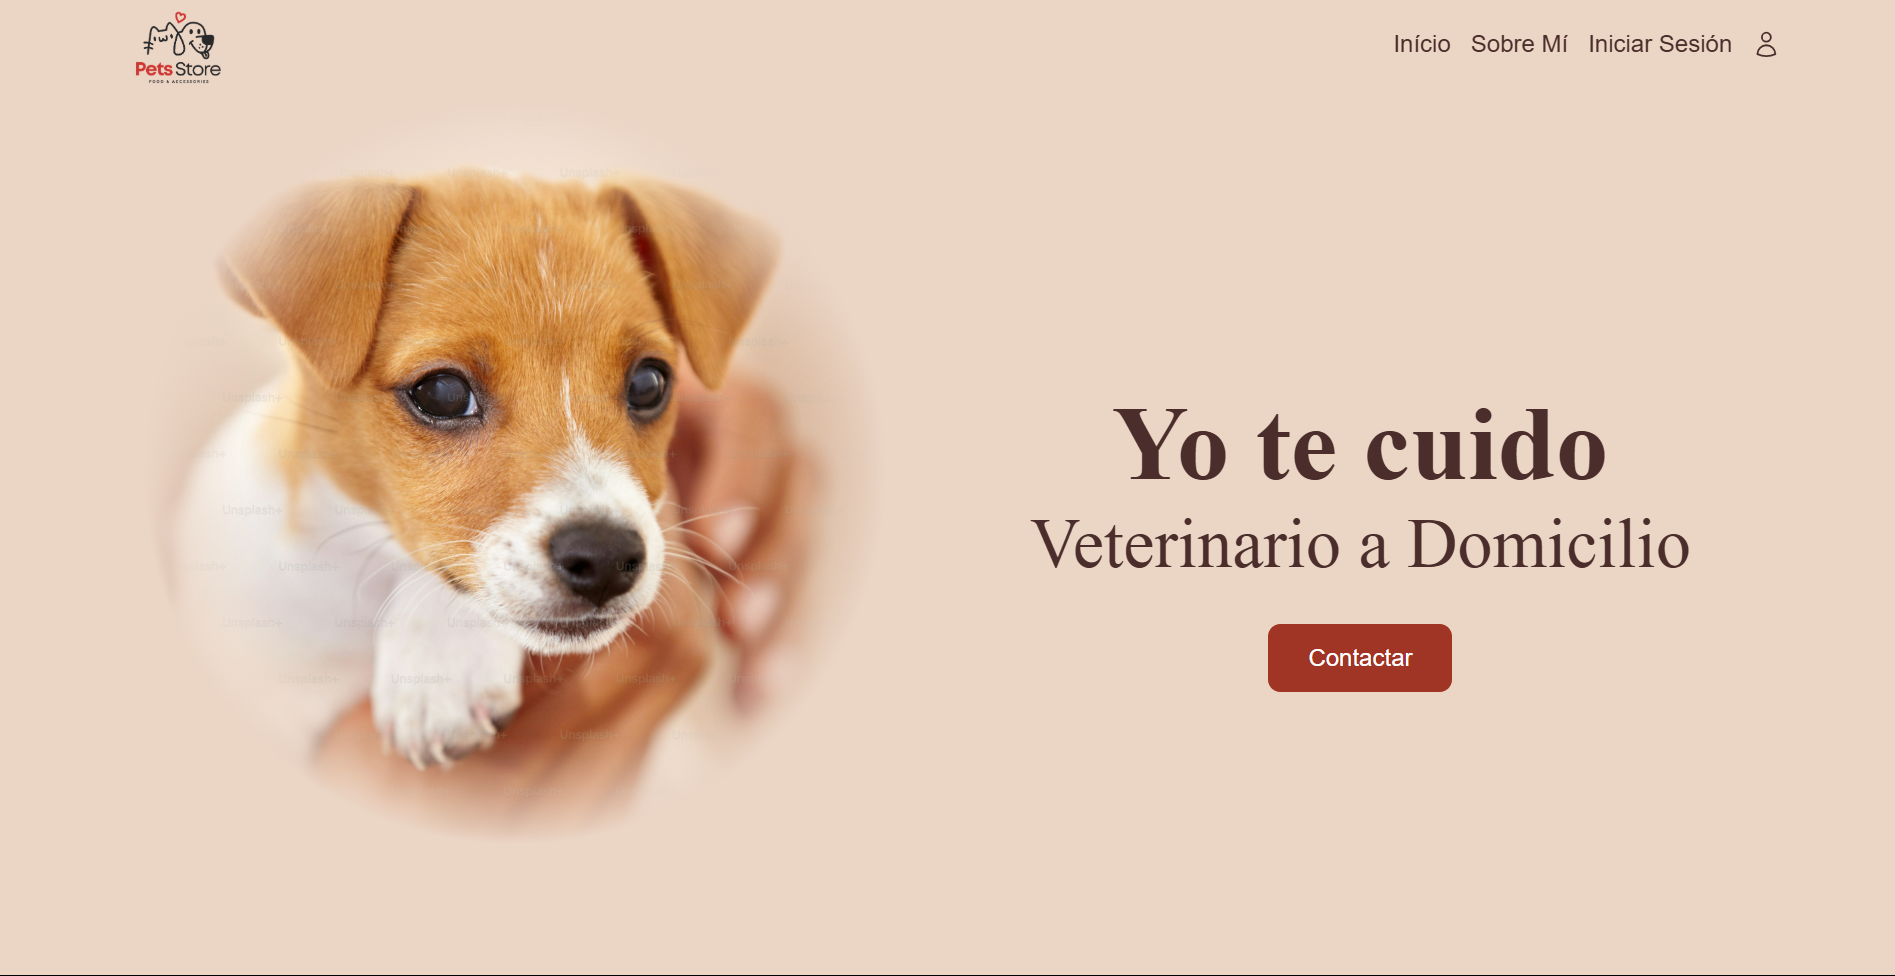 Pets Store
FOOD & ACCESSORIES
Início
Sobre Mí
Iniciar Sesión
Unsplash+
Yo te cuido
Veterinario a Domicilio
Contactar